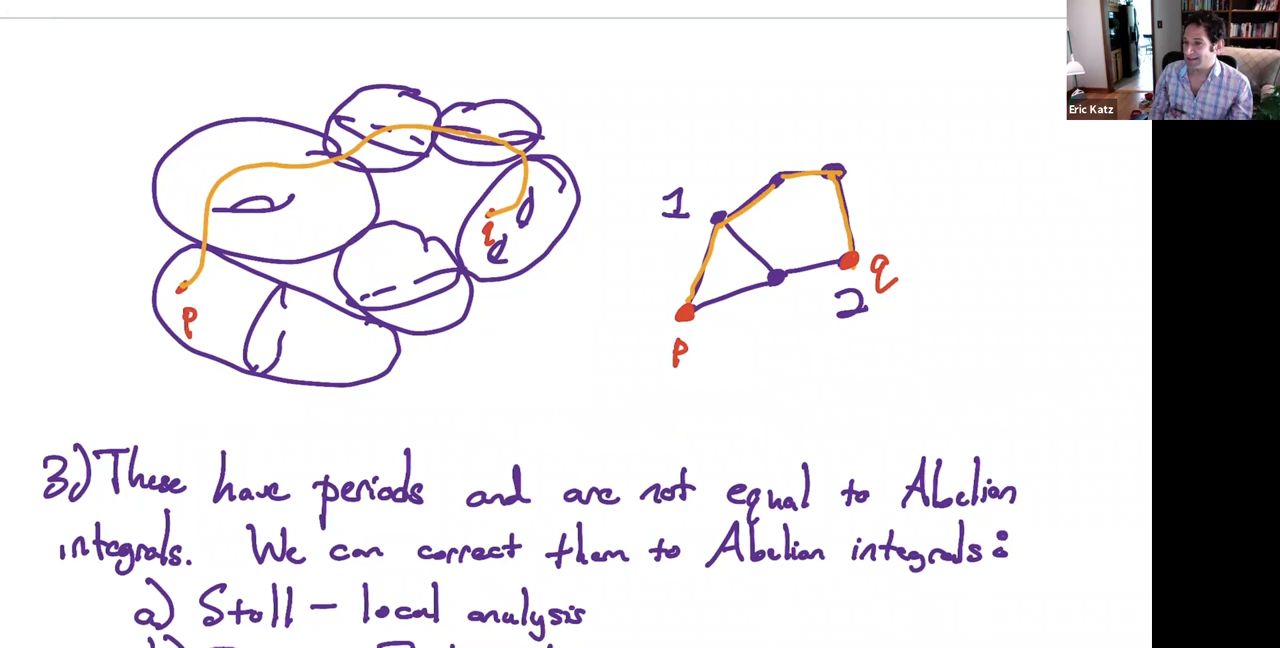 Eric Katz
1
q
q
2
p
p
3) These have periods and are not equal to Abelian
integrals. We can correct them to Abelian integrals:
a) Stoll - local analysis